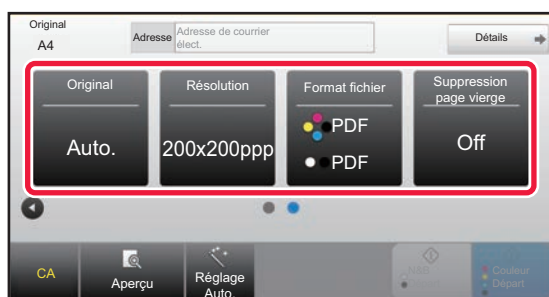 Original
A4
Adresse
Adresse de courrier
élect.
Détails
Original
Auto.
Résolution
200x200ppp
Format fichier
PDF
PDF
Suppression
page vierge
Off
CA
Aperçu
Réglage
Auto.
N&B
Départ
Couleur
Départ